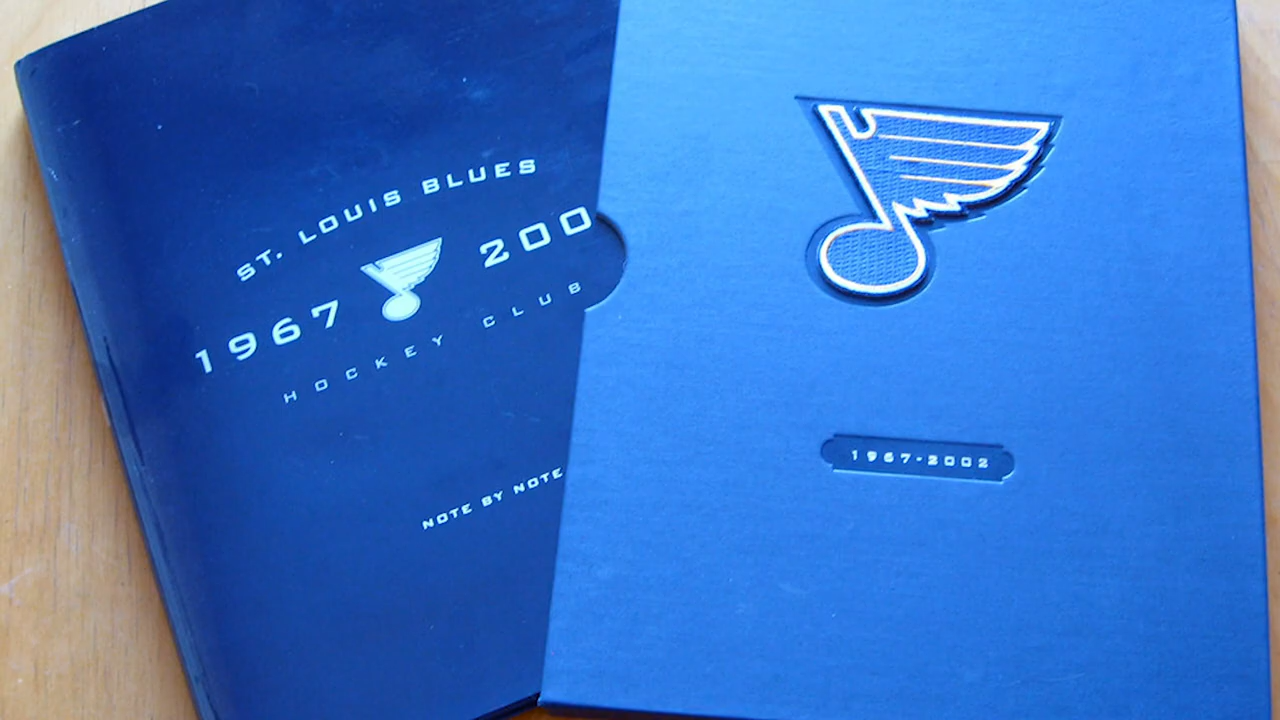 ST. LOUIS BLUES
1967 200
HOCKEY CLUB
NOTE BY NOTE
1967-2002